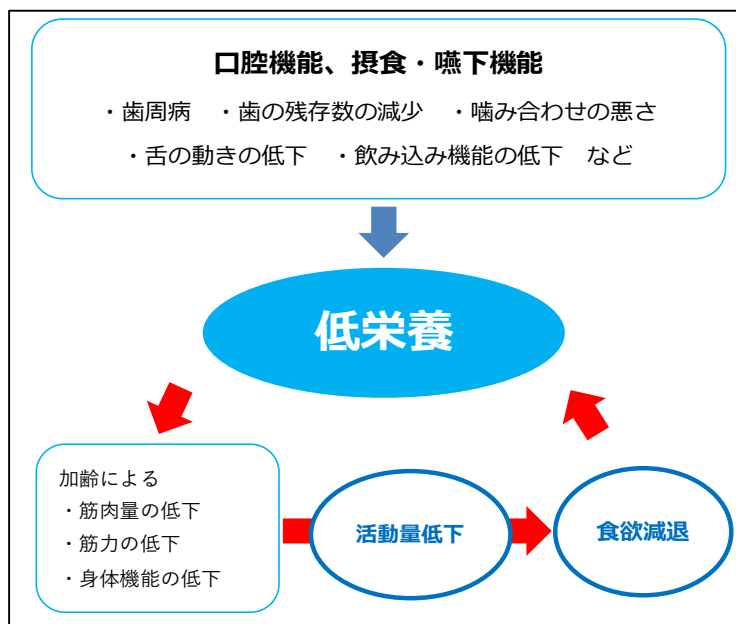 口腔機能、摂食・嚥下機能
・歯周病　・歯の残存数の減少　・噛み合わせの悪さ
・舌の動きの低下　・飲み込み機能の低下　など
低栄養
加齢による
・筋肉量の低下
・筋力の低下
・身体機能の低下
活動量低下
食欲減退